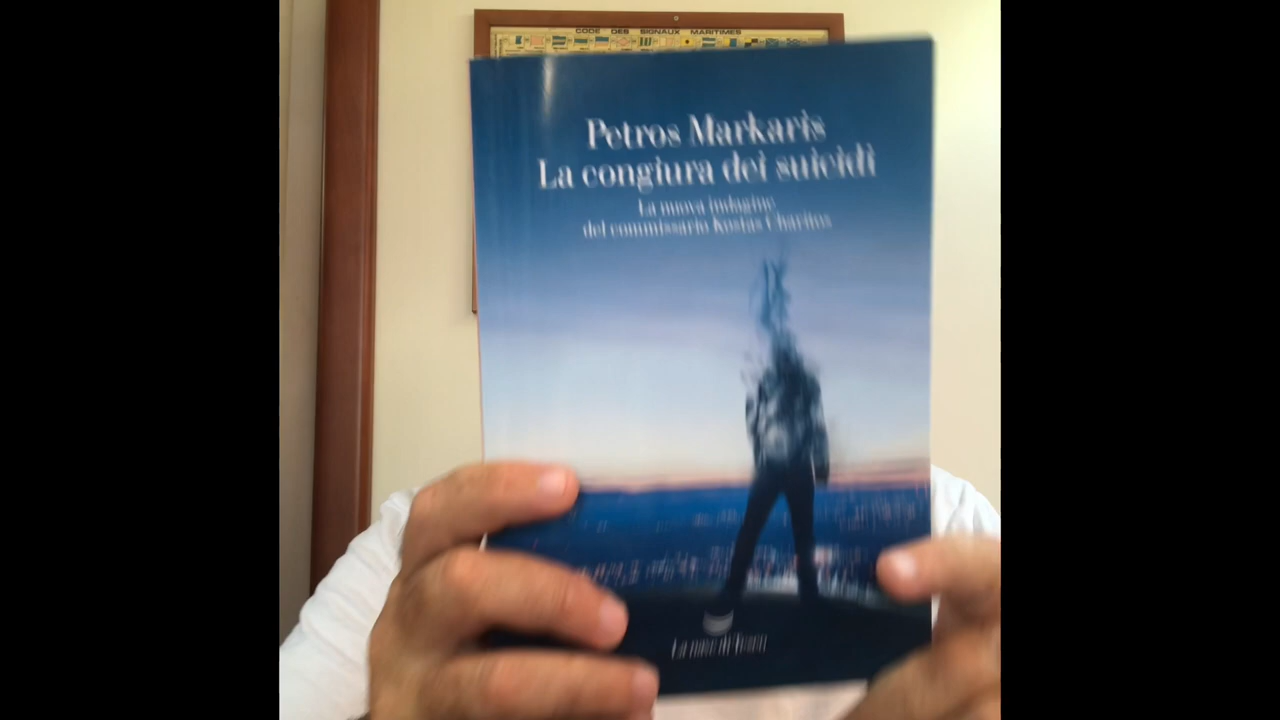 CODE DES SIGNAUX MARITIMES
Petros Markaris
La congiura dei suicidi
La nuova indagine
del commissario Kostas Charitos
La nave di Teseo